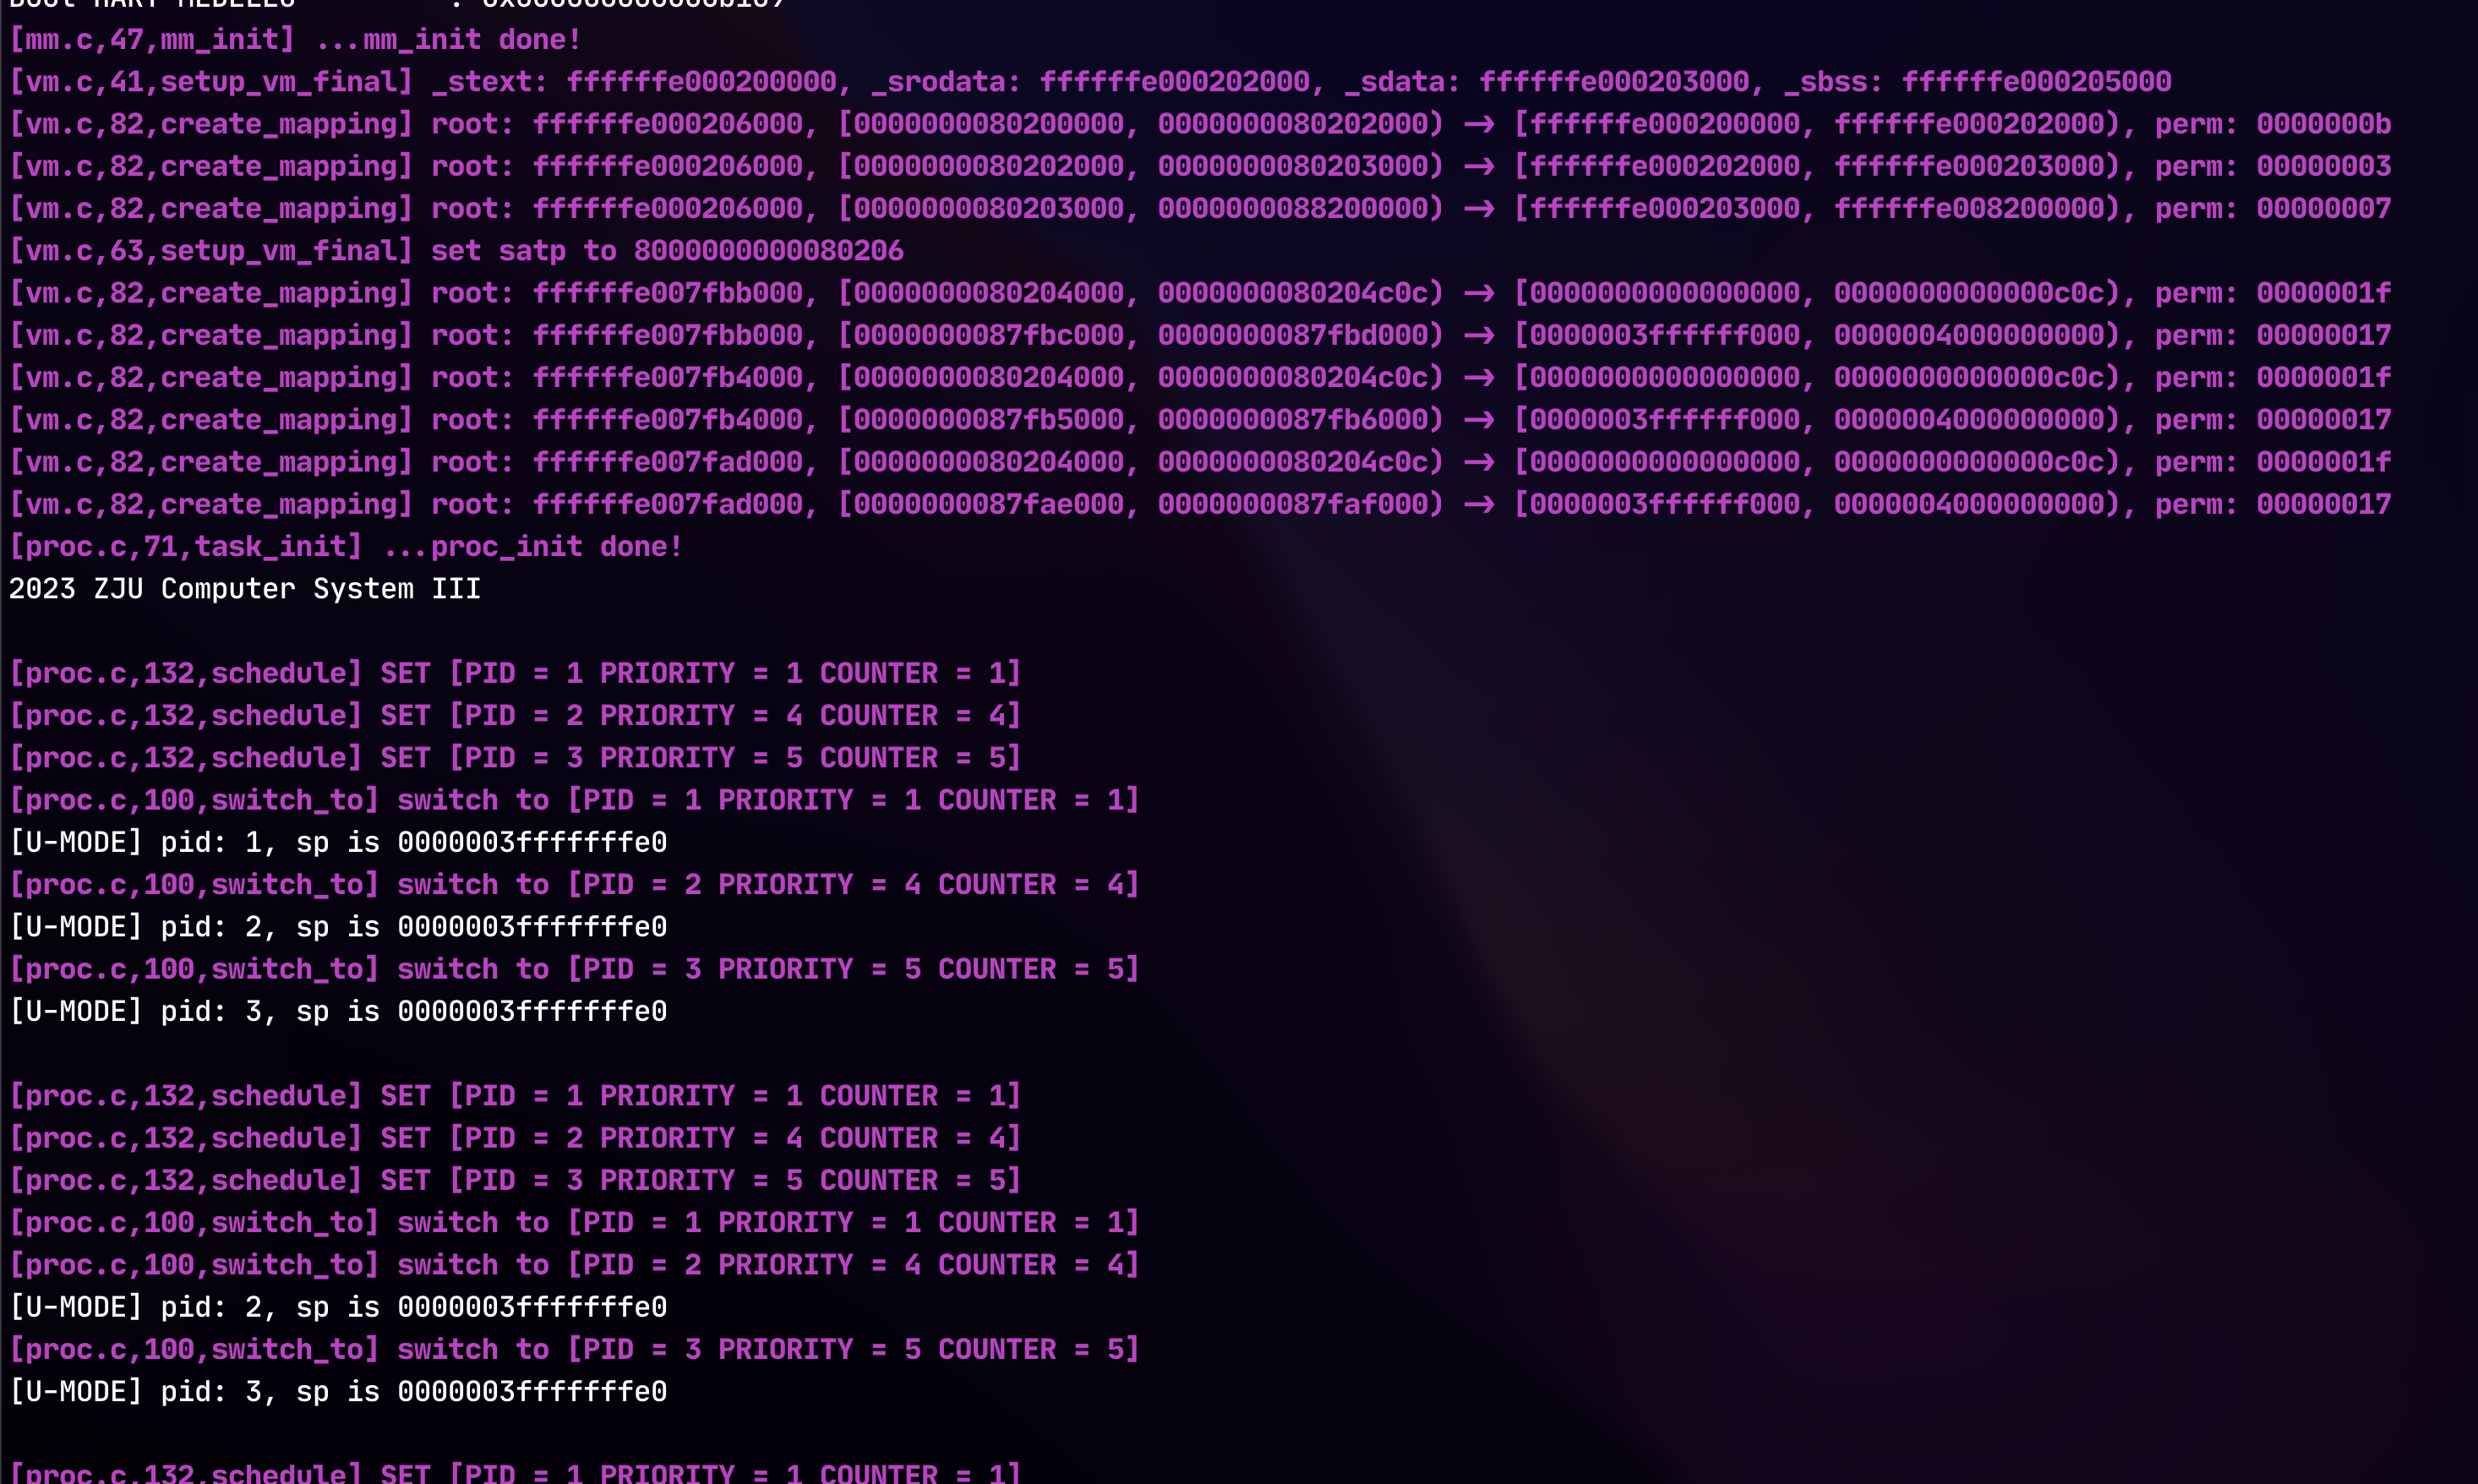 [mm.c,47,mm_init] ...mm_init done!
[vm.c,41,setup_vm_final] _stext: ffffffe000200000, _srodata: ffffffe000202000, _sdata: ffffffe000203000, _sbss: ffffffe000205000
[vm.c,82,create_mapping] root: ffffffe000206000, [0000000080200000, 0000000080202000) -> [ffffffe000200000, ffffffe000202000), perm: 0000000b
[vm.c,82,create_mapping] root: ffffffe000206000, [0000000080202000, 0000000080203000) -> [ffffffe000202000, ffffffe000203000), perm: 00000003
[vm.c,82,create_mapping] root: ffffffe000206000, [0000000080203000, 0000000088200000) -> [ffffffe000203000, ffffffe008200000), perm: 00000007
[vm.c,63,setup_vm_final] set satp to 8000000000080206
[vm.c,82,create_mapping] root: ffffffe007fbb000, [0000000080204000, 0000000080204c0c) -> [0000000000000000, 0000000000000c0c), perm: 0000001f
[vm.c,82,create_mapping] root: ffffffe007fbb000, [0000000087fbc000, 0000000087fbd000) -> [0000003ffffff000, 0000004000000000), perm: 00000017
[vm.c,82,create_mapping] root: ffffffe007fb4000, [0000000080204000, 0000000080204c0c) -> [0000000000000000, 0000000000000c0c), perm: 0000001f
[vm.c,82,create_mapping] root: ffffffe007fb4000, [0000000087fb5000, 0000000087fb6000) -> [0000003ffffff000, 0000004000000000), perm: 00000017
[vm.c,82,create_mapping] root: ffffffe007fad000, [0000000080204000, 0000000080204c0c) -> [0000000000000000, 0000000000000c0c), perm: 0000001f
[vm.c,82,create_mapping] root: ffffffe007fad000, [0000000087fae000, 0000000087faf000) -> [0000003ffffff000, 0000004000000000), perm: 00000017
[proc.c,71,task_init] ...proc_init done!
2023 ZJU Computer System III
[proc.c,132,schedule] SET [PID = 1 PRIORITY = 1 COUNTER = 1]
[proc.c,132,schedule] SET [PID = 2 PRIORITY = 4 COUNTER = 4]
[proc.c,132,schedule] SET [PID = 3 PRIORITY = 5 COUNTER = 5]
[proc.c,100,switch_to] switch to [PID = 1 PRIORITY = 1 COUNTER = 1]
[U-MODE] pid: 1, sp is 0000003fffffffe0
[proc.c,100,switch_to] switch to [PID = 2 PRIORITY = 4 COUNTER = 4]
[U-MODE] pid: 2, sp is 0000003fffffffe0
[proc.c,100,switch_to] switch to [PID = 3 PRIORITY = 5 COUNTER = 5]
[U-MODE] pid: 3, sp is 0000003fffffffe0
[proc.c,132,schedule] SET [PID = 1 PRIORITY = 1 COUNTER = 1]
[proc.c,132,schedule] SET [PID = 2 PRIORITY = 4 COUNTER = 4]
[proc.c,132,schedule] SET [PID = 3 PRIORITY = 5 COUNTER = 5]
[proc.c,100,switch_to] switch to [PID = 1 PRIORITY = 1 COUNTER = 1]
[proc.c,100,switch_to] switch to [PID = 2 PRIORITY = 4 COUNTER = 4]
[U-MODE] pid: 2, sp is 0000003fffffffe0
[proc.c,100,switch_to] switch to [PID = 3 PRIORITY = 5 COUNTER = 5]
[U-MODE] pid: 3, sp is 0000003fffffffe0
[proc.c,132,schedule] SET [PID = 1 PRIORITY = 1 COUNTER = 1]